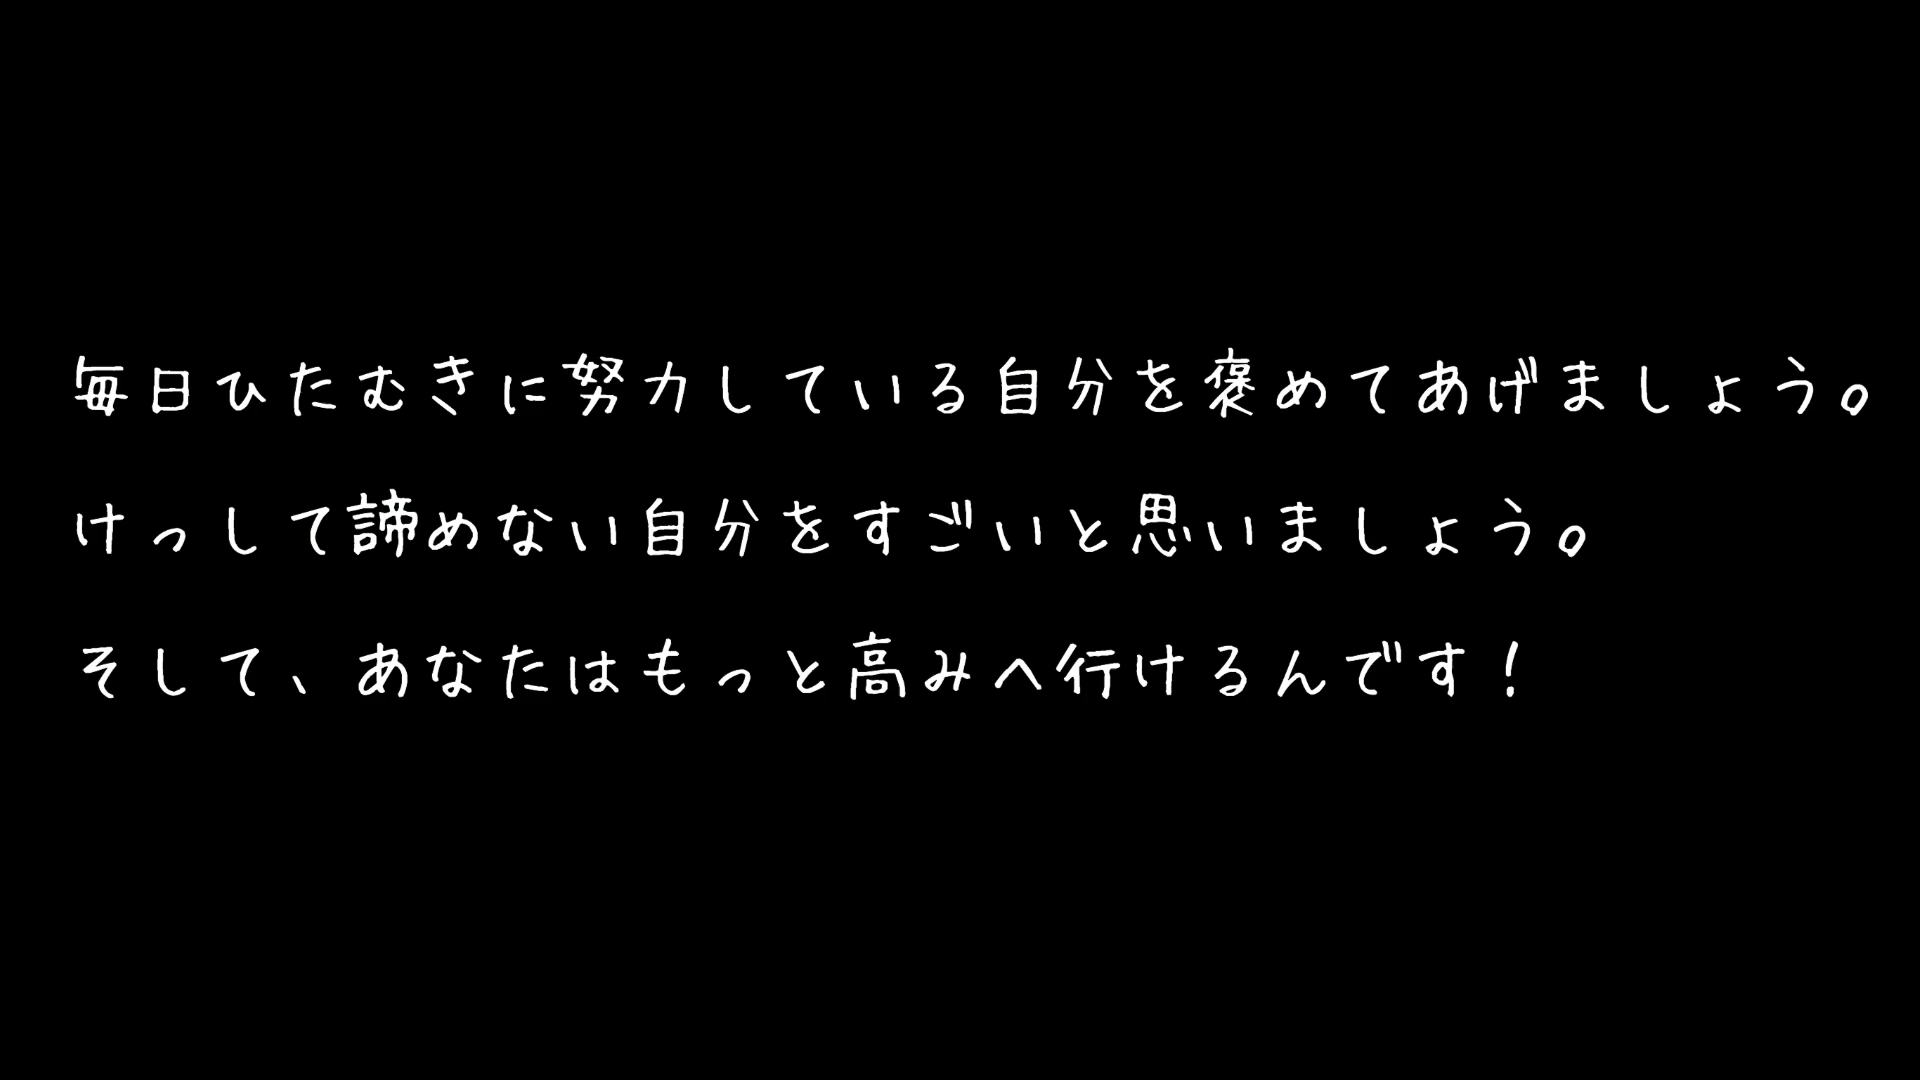 毎日ひたむきに努力している自分を褒めてあげましょう。
けっして諦めない自分をすごいと思いましょう。
そして、あなたはもっと高みへ行けるんです！